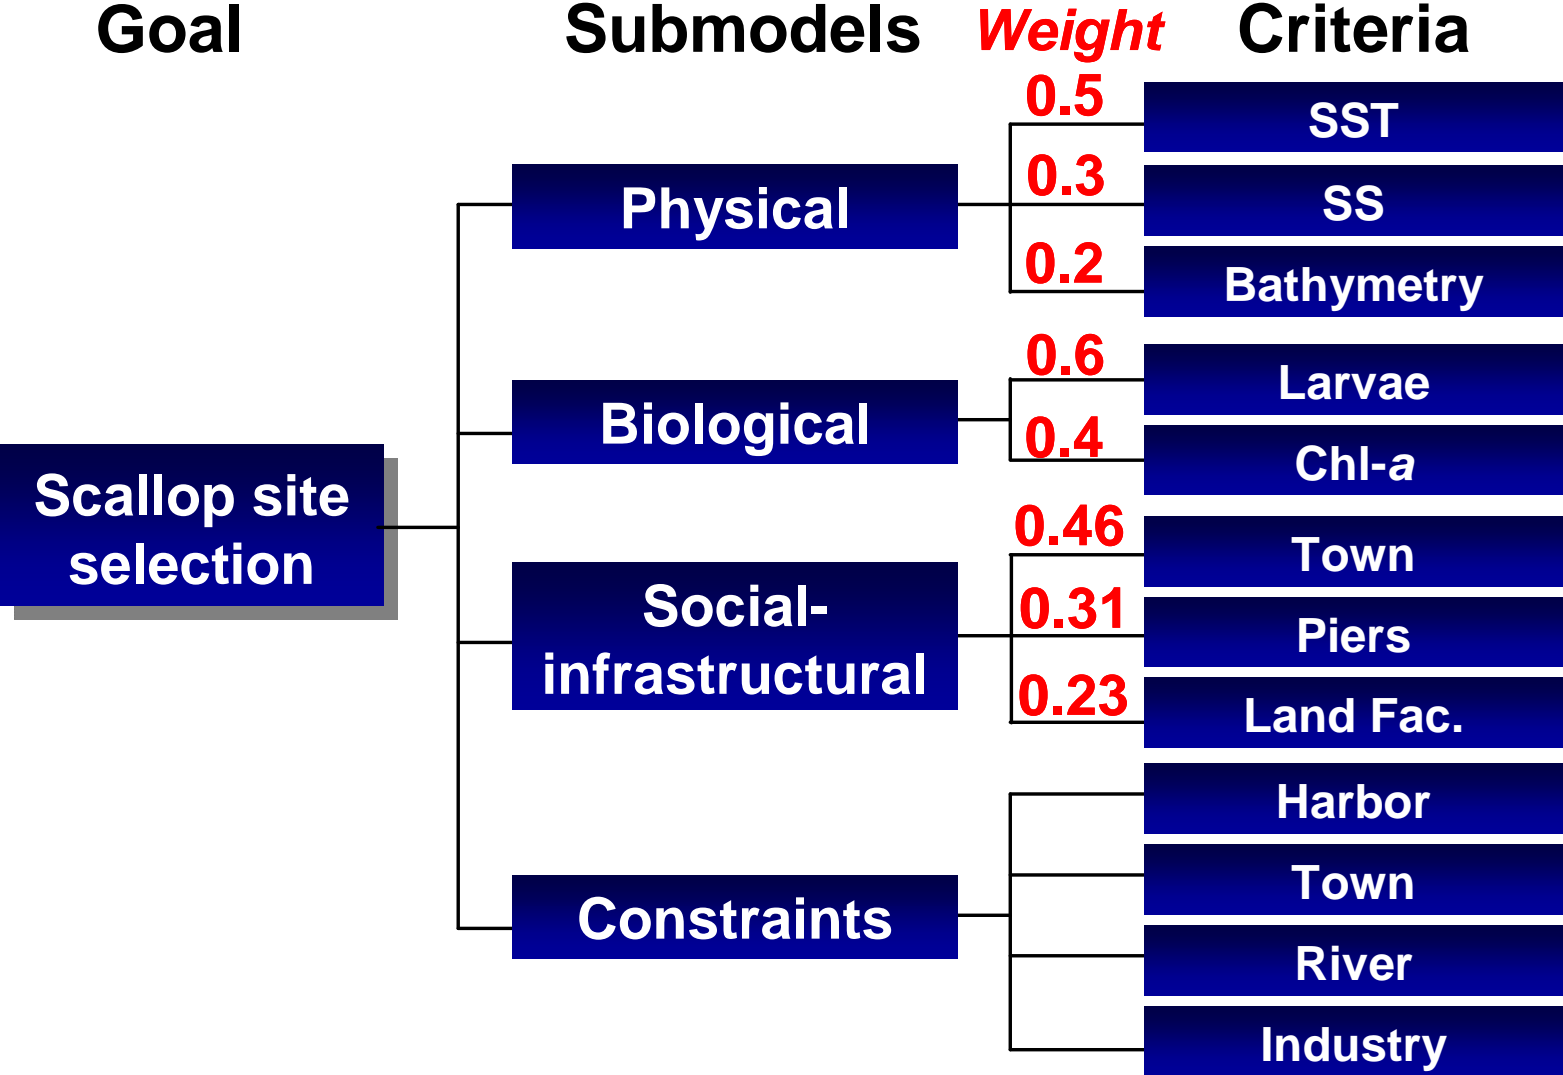 Goal Submodels Weight Criteria
0.5 SST
Physical 0.3 SS
0.2 Bathymetry
0.6 Larvae
Biological
0.4 Chl-a
Scallop site
selection
0.46 Town
Social-
infrastructural
0.31 Piers
0.23 Land Fac.
Harbor
Constraints
Town
River
Industry